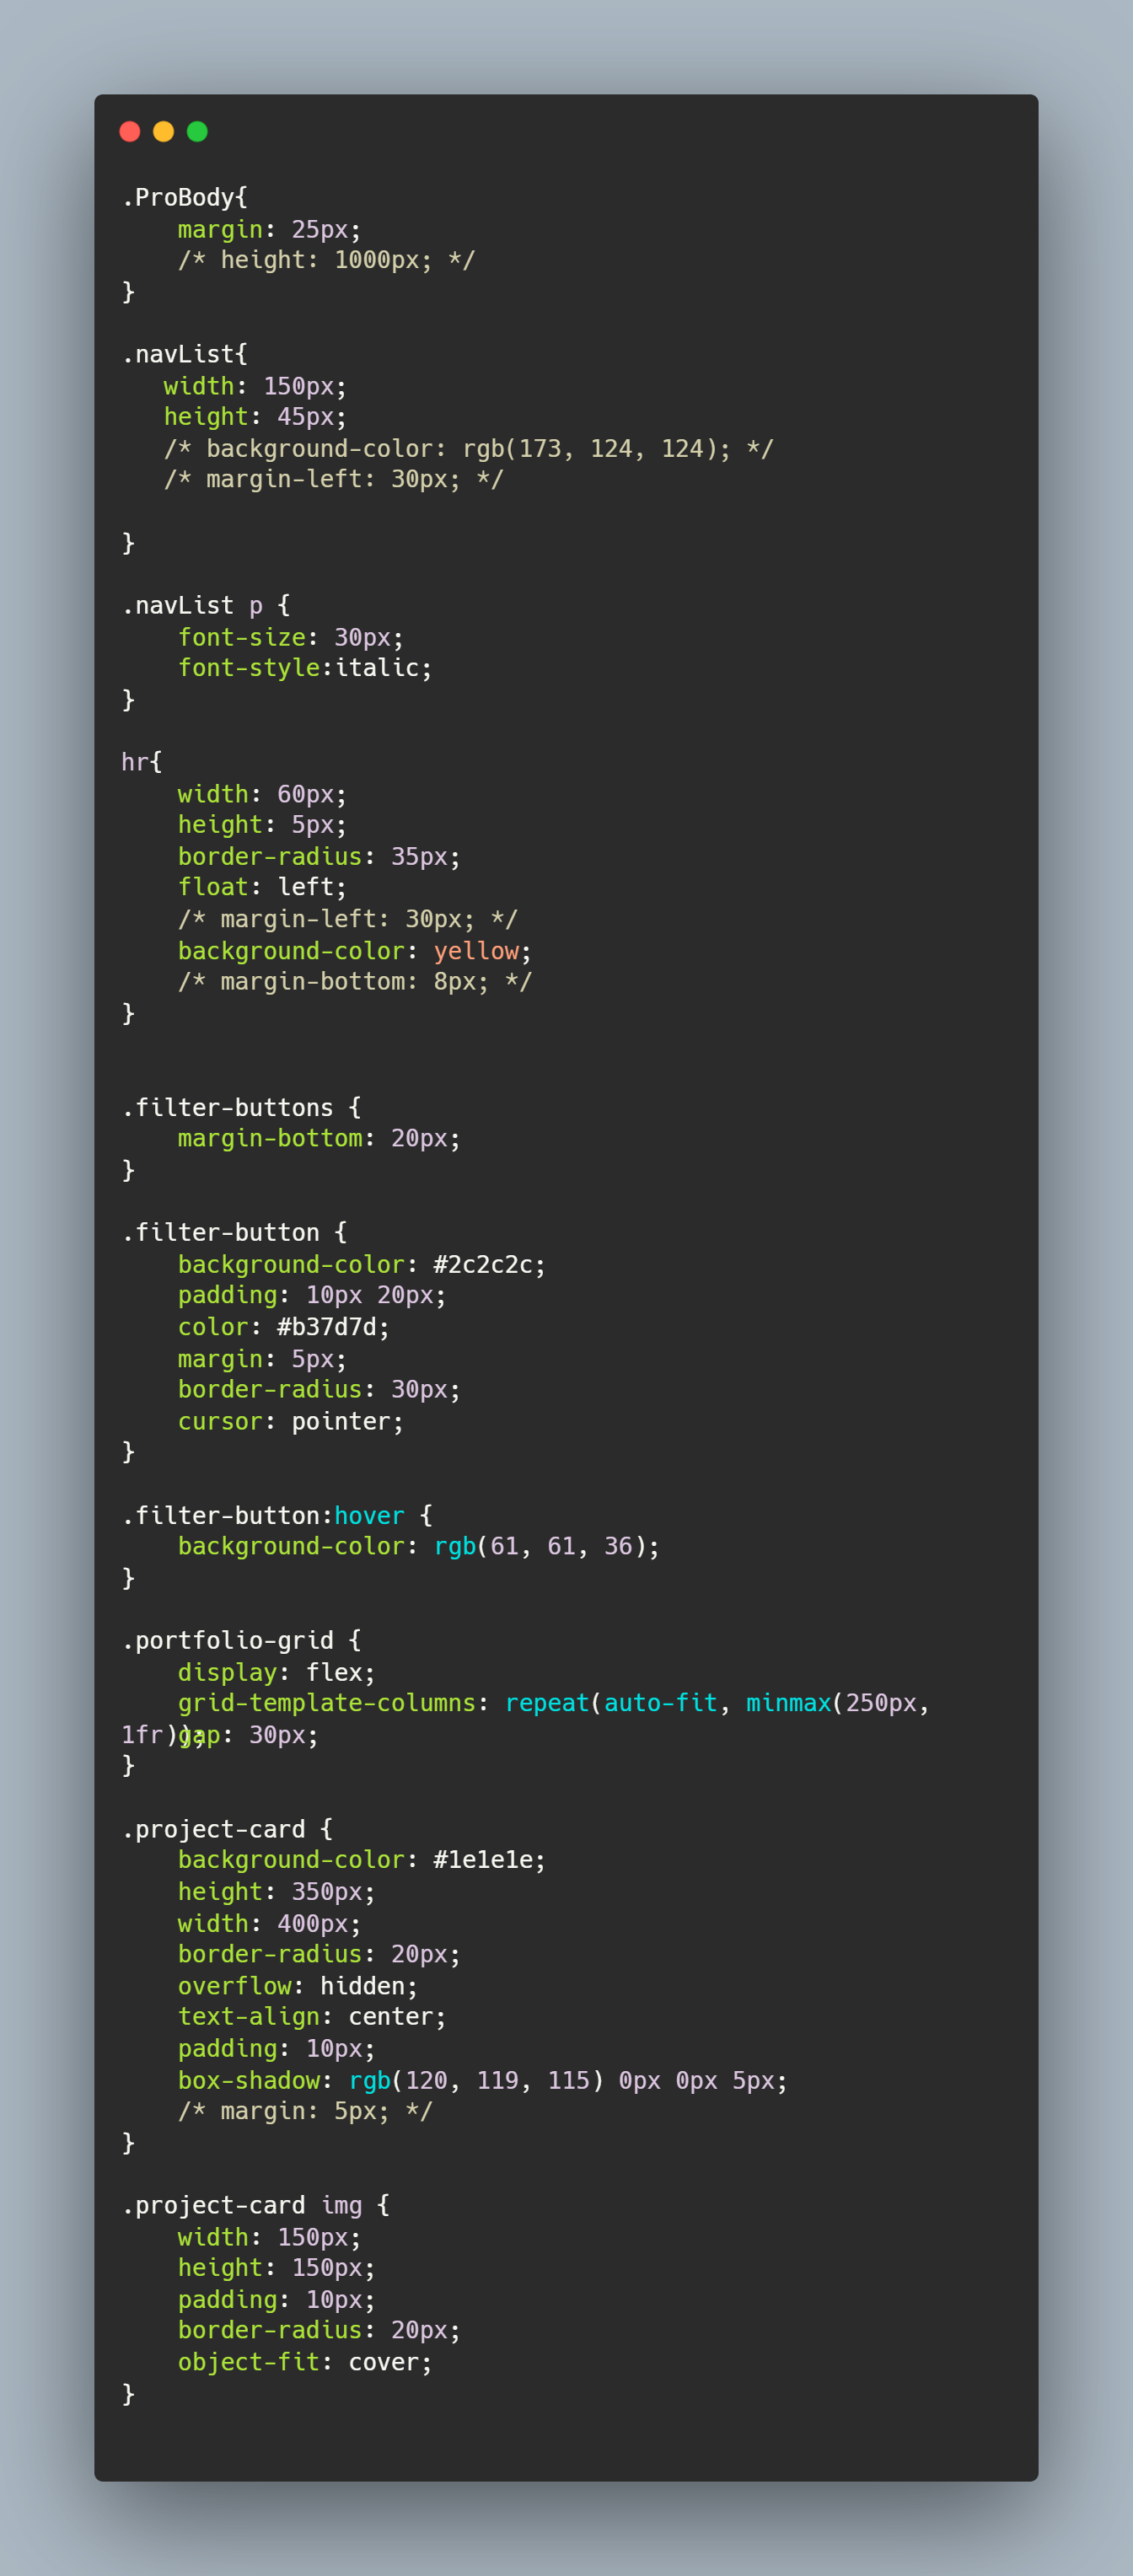 .ProBody{
    margin: 25px;
    /* height: 1000px; */
}

.navList{
   width: 150px;
   height: 45px;
   /* background-color: rgb(173, 124, 124); */
   /* margin-left: 30px; */

}

.navList p {
    font-size: 30px;
    font-style:italic;
}

hr{
    width: 60px;
    height: 5px;
    border-radius: 35px;
    float: left;
    /* margin-left: 30px; */
    background-color: yellow;
    /* margin-bottom: 8px; */
}


.filter-buttons {
    margin-bottom: 20px;
}

.filter-button {
    background-color: #2c2c2c;
    padding: 10px 20px;
    color: #b37d7d;
    margin: 5px;
    border-radius: 30px;
    cursor: pointer;
}

.filter-button:hover {
    background-color: rgb(61, 61, 36);
}

.portfolio-grid {
    display: flex;
    grid-template-columns: repeat(auto-fit, minmax(250px,
1fr));
    gap: 30px;
}

.project-card {
    background-color: #1e1e1e;
    height: 350px;
    width: 400px;
    border-radius: 20px;
    overflow: hidden;
    text-align: center;
    padding: 10px;
    box-shadow: rgb(120, 119, 115) 0px 0px 5px;
    /* margin: 5px; */
}

.project-card img {
    width: 150px;
    height: 150px;
    padding: 10px;
    border-radius: 20px;
    object-fit: cover;
}